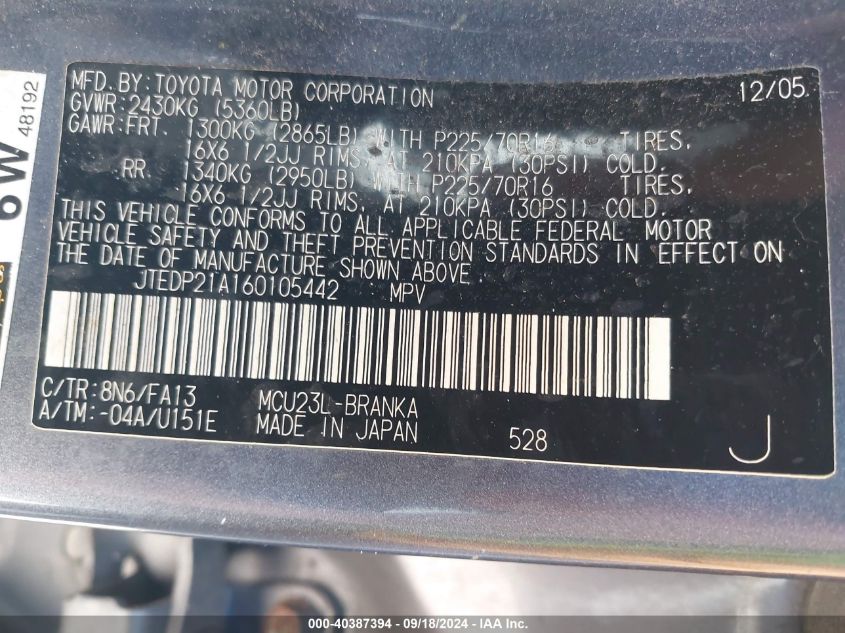 MFD.BY:TOYOTA MOTOR CORPORATION 12/05
GVWR:2430KG (5360LB)
GAWR:FRT. 1300KG (2865LB) WITH P225/70R16 TIRES,
16X6 1/2JJ RIMS, AT 210KPA (30PSI) COLD.
RR. 1340KG (2950LB) WITH P225/70R16 TIRES,
16X6 1/2JJ RIMS, AT 210KPA (30PSI) COLD.
THIS VEHICLE CONFORMS TO ALL APPLICABLE FEDERAL MOTOR
VEHICLE SAFETY AND THEFT PREVENTION STANDARDS IN EFFECT ON
THE DATE OF MANUFACTURE SHOWN ABOVE.
JTEDP21A160105442 MPV
C/TR:8N6/FA13 MCU23L-BRANKA
A/TM:-04A/U151E MADE IN JAPAN 528 J
6W
48192
000-40387394 - 09/18/2024 - IAA Inc.